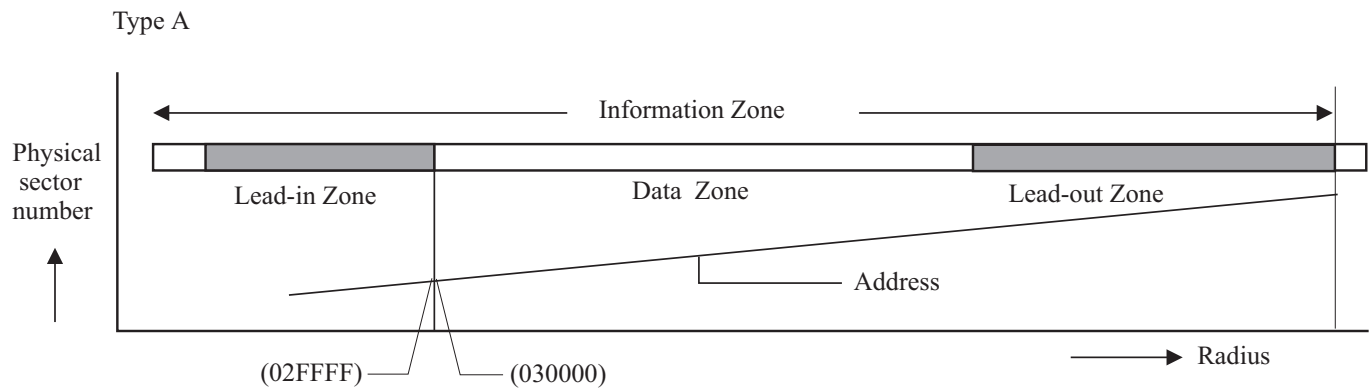 Type A
Information Zone
Physical
sector
number
Lead-in Zone
Data Zone
Lead-out Zone
Address
(02FFFF)
(030000)
Radius